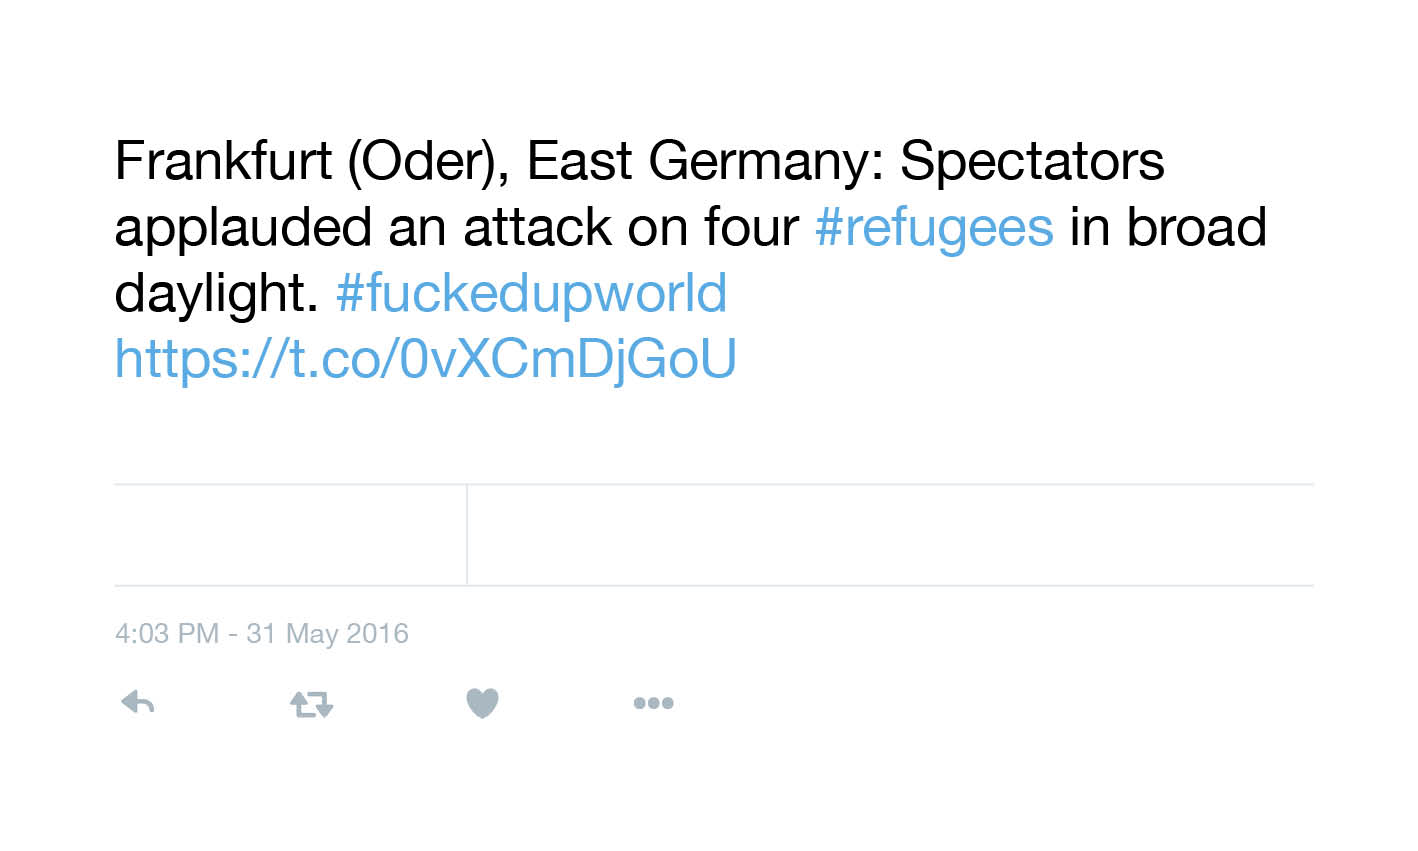 Frankfurt (Oder), East Germany: Spectators
applauded an attack on four #refugees in broad
daylight. #fuckedupworld
https://t.co/0vXCmDjGoU
4:03 PM - 31 May 2016